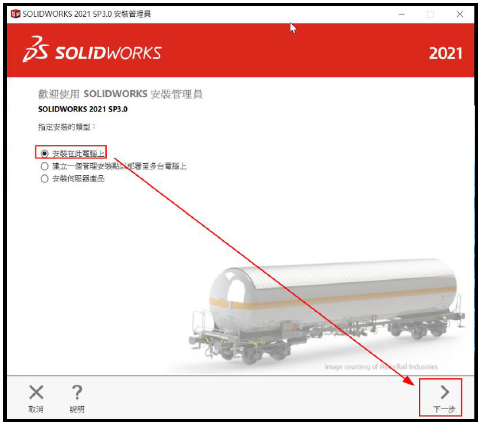 SOLIDWORKS 2021 SP3.0 安裝管理員
SOLIDWORKS
2021
歡迎使用 SOLIDWORKS 安裝管理員
SOLIDWORKS 2021 SP3.0
指定安裝的類型：
安裝在此電腦上
建立一個管理安裝點以部署至多台電腦上
安裝伺服器產品
Image courtesy of Rail Industries
取消
說明
下一步